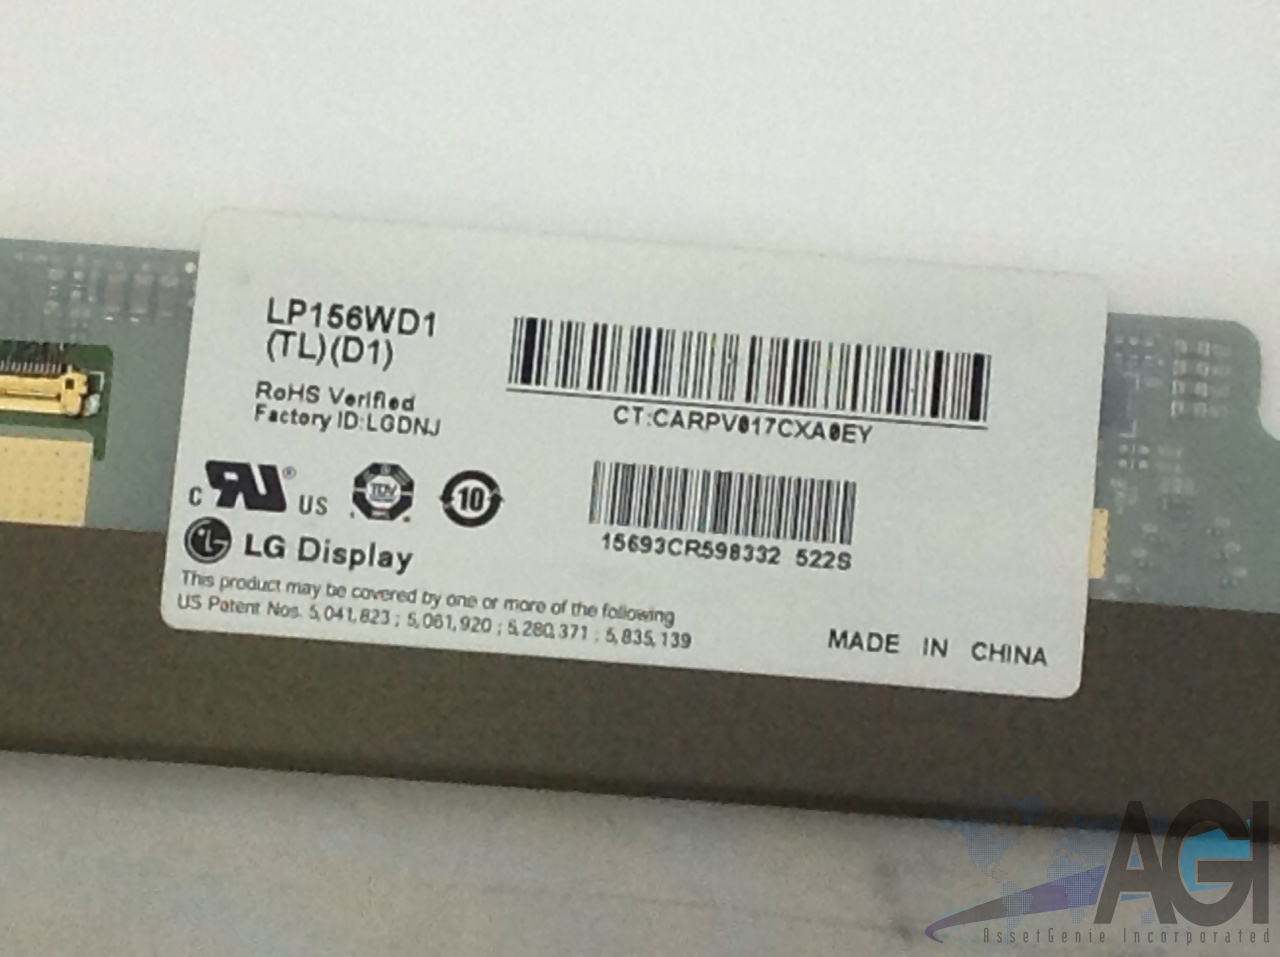 LP156WD1
(TL)(D1)
RoHS Verified
Factory ID:LGDNJ
CT:CARPV017CXA0EY
C UR® US
TÜV
10
15693CR598332 522S
LG Display
This product may be covered by one or more of the following
US Patent Nos. 5,041,823 ; 5,061,920 ; 5,280,371 ; 5,835,139
MADE IN CHINA
AGI
AssetGenie Incorporated